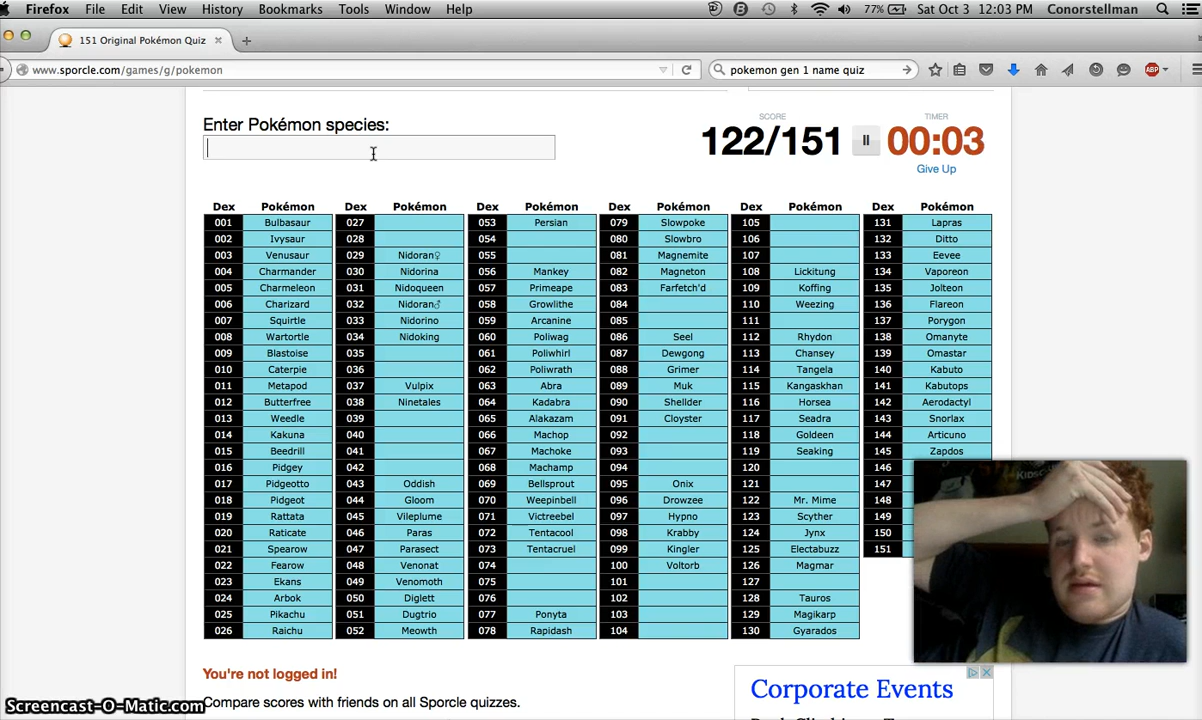 Firefox File Edit View History Bookmarks Tools Window Help 77% Sat Oct 3 12:03 PM Conorstellman
151 Original Pokémon Quiz
www.sporcle.com/games/g/pokemon pokemon gen 1 name quiz ABP
Enter Pokémon species:
SCORE TIMER
122/151 00:03
Give Up
Dex Pokémon Dex Pokémon Dex Pokémon Dex Pokémon Dex Pokémon Dex Pokémon
001 Bulbasaur 027 053 Persian 079 Slowpoke 105 131 Lapras
002 Ivysaur 028 054 080 Slowbro 106 132 Ditto
003 Venusaur 029 Nidoran♀ 055 081 Magnemite 107 133 Eevee
004 Charmander 030 Nidorina 056 Mankey 082 Magneton 108 Lickitung 134 Vaporeon
005 Charmeleon 031 Nidoqueen 057 Primeape 083 Farfetch'd 109 Koffing 135 Jolteon
006 Charizard 032 Nidoran♂ 058 Growlithe 084 110 Weezing 136 Flareon
007 Squirtle 033 Nidorino 059 Arcanine 085 111 137 Porygon
008 Wartortle 034 Nidoking 060 Poliwag 086 Seel 112 Rhydon 138 Omanyte
009 Blastoise 035 061 Poliwhirl 087 Dewgong 113 Chansey 139 Omastar
010 Caterpie 036 062 Poliwrath 088 Grimer 114 Tangela 140 Kabuto
011 Metapod 037 Vulpix 063 Abra 089 Muk 115 Kangaskhan 141 Kabutops
012 Butterfree 038 Ninetales 064 Kadabra 090 Shellder 116 Horsea 142 Aerodactyl
013 Weedle 039 065 Alakazam 091 Cloyster 117 Seadra 143 Snorlax
014 Kakuna 040 066 Machop 092 118 Goldeen 144 Articuno
015 Beedrill 041 067 Machoke 093 119 Seaking 145 Zapdos
016 Pidgey 042 068 Machamp 094 120 146
017 Pidgeotto 043 Oddish 069 Bellsprout 095 Onix 121 147
018 Pidgeot 044 Gloom 070 Weepinbell 096 Drowzee 122 Mr. Mime 148
019 Rattata 045 Vileplume 071 Victreebel 097 Hypno 123 Scyther 149
020 Raticate 046 Paras 072 Tentacool 098 Krabby 124 Jynx 150
021 Spearow 047 Parasect 073 Tentacruel 099 Kingler 125 Electabuzz 151
022 Fearow 048 Venonat 074 100 Voltorb 126 Magmar
023 Ekans 049 Venomoth 075 101 127
024 Arbok 050 Diglett 076 102 128 Tauros
025 Pikachu 051 Dugtrio 077 Ponyta 103 129 Magikarp
026 Raichu 052 Meowth 078 Rapidash 104 130 Gyarados
You're not logged in!
Compare scores with friends on all Sporcle quizzes.
Corporate Events
Screencast-O-Matic.com